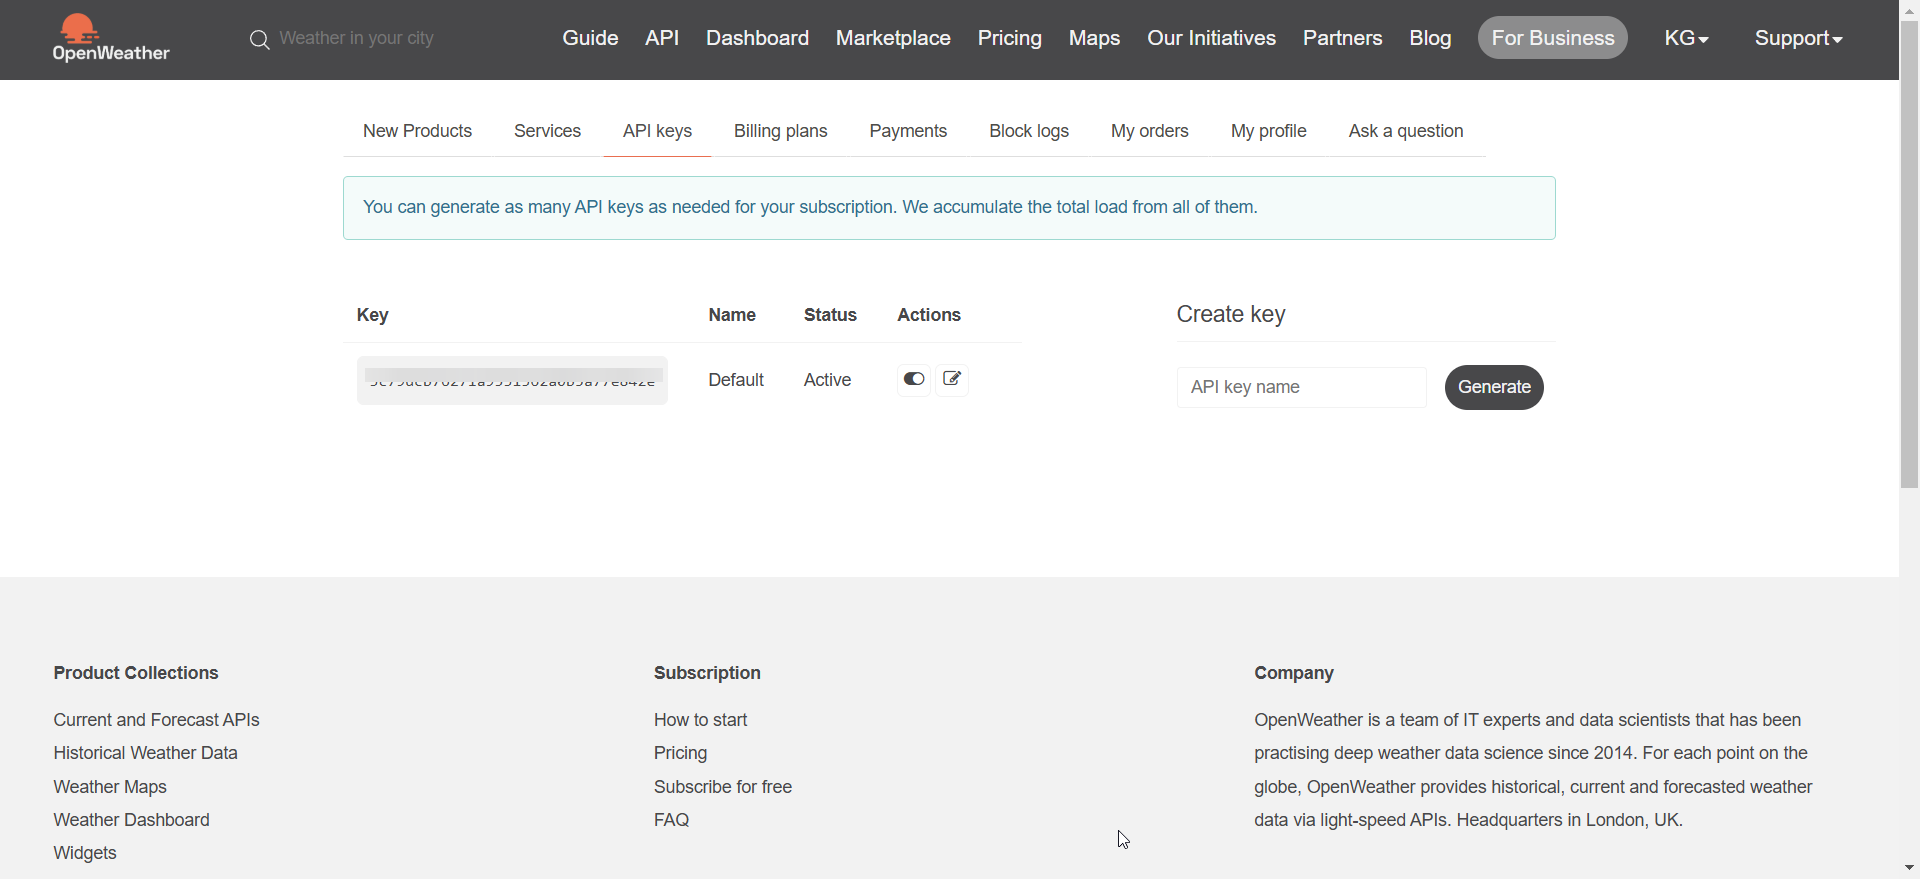 OpenWeather
Weather in your city
Guide API Dashboard Marketplace Pricing Maps Our Initiatives Partners Blog For Business KG Support
New Products Services API keys Billing plans Payments Block logs My orders My profile Ask a question
You can generate as many API keys as needed for your subscription. We accumulate the total load from all of them.
Key Name Status Actions
Default Active
Create key
API key name Generate
Product Collections
Current and Forecast APIs
Historical Weather Data
Weather Maps
Weather Dashboard
Widgets
Subscription
How to start
Pricing
Subscribe for free
FAQ
Company
OpenWeather is a team of IT experts and data scientists that has been
practising deep weather data science since 2014. For each point on the
globe, OpenWeather provides historical, current and forecasted weather
data via light-speed APIs. Headquarters in London, UK.